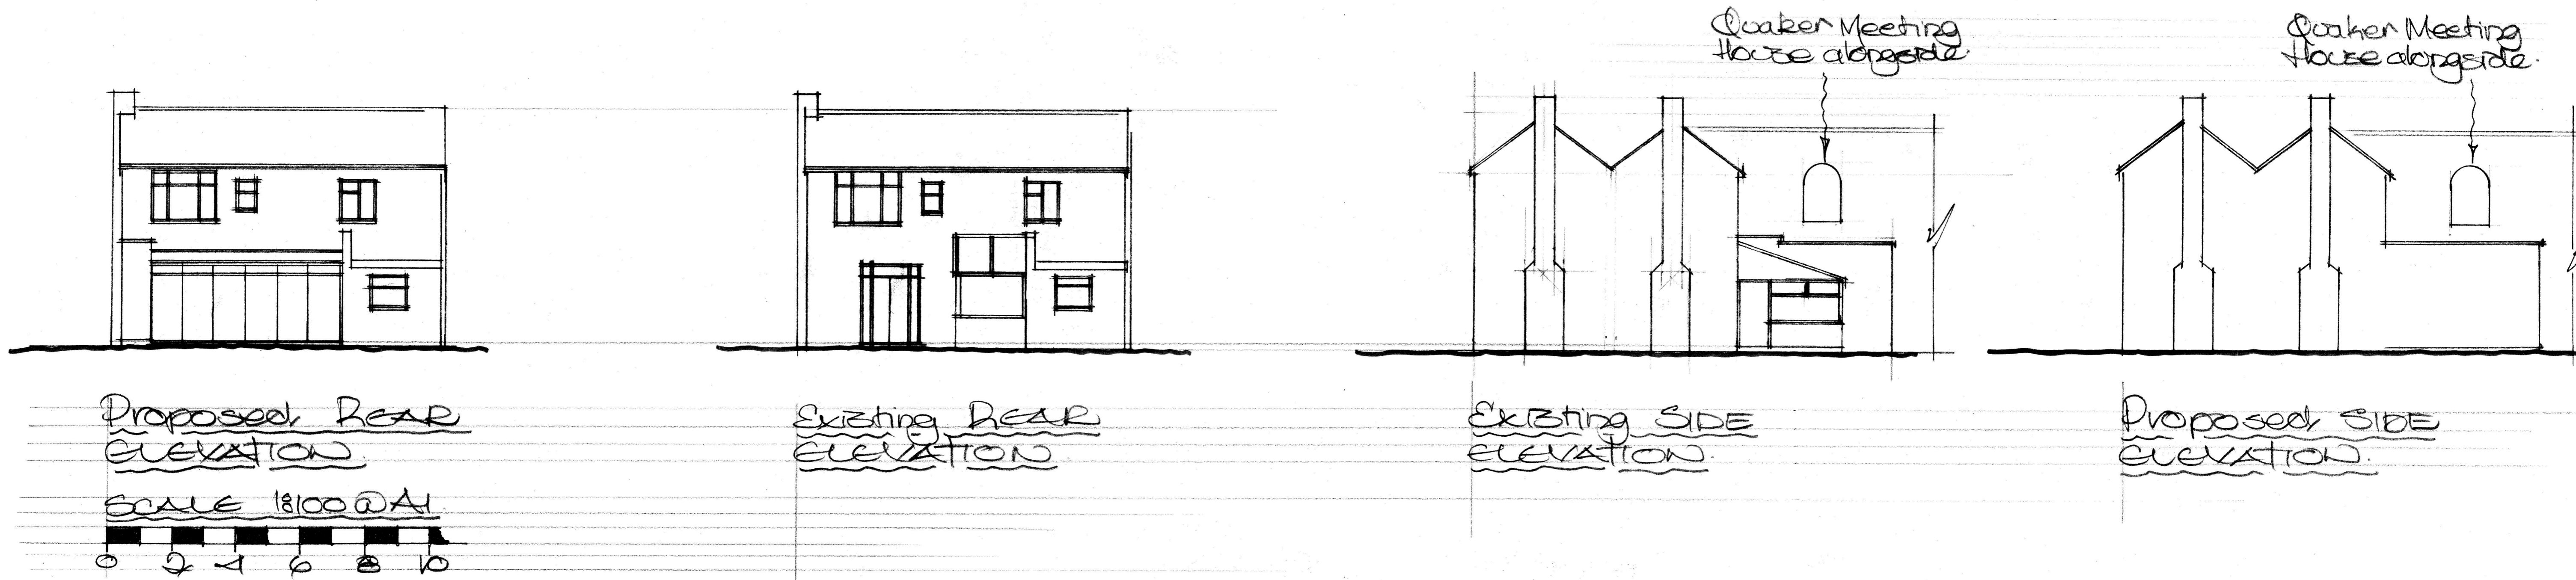 Quaker Meeting
House alongside.
Quaker Meeting
House alongside.
Proposed REAR
ELEVATION.
Existing REAR
ELEVATION
Existing SIDE
ELEVATION.
Proposed SIDE
ELEVATION.
SCALE 1:100 @ A1.
0 2 4 6 8 10